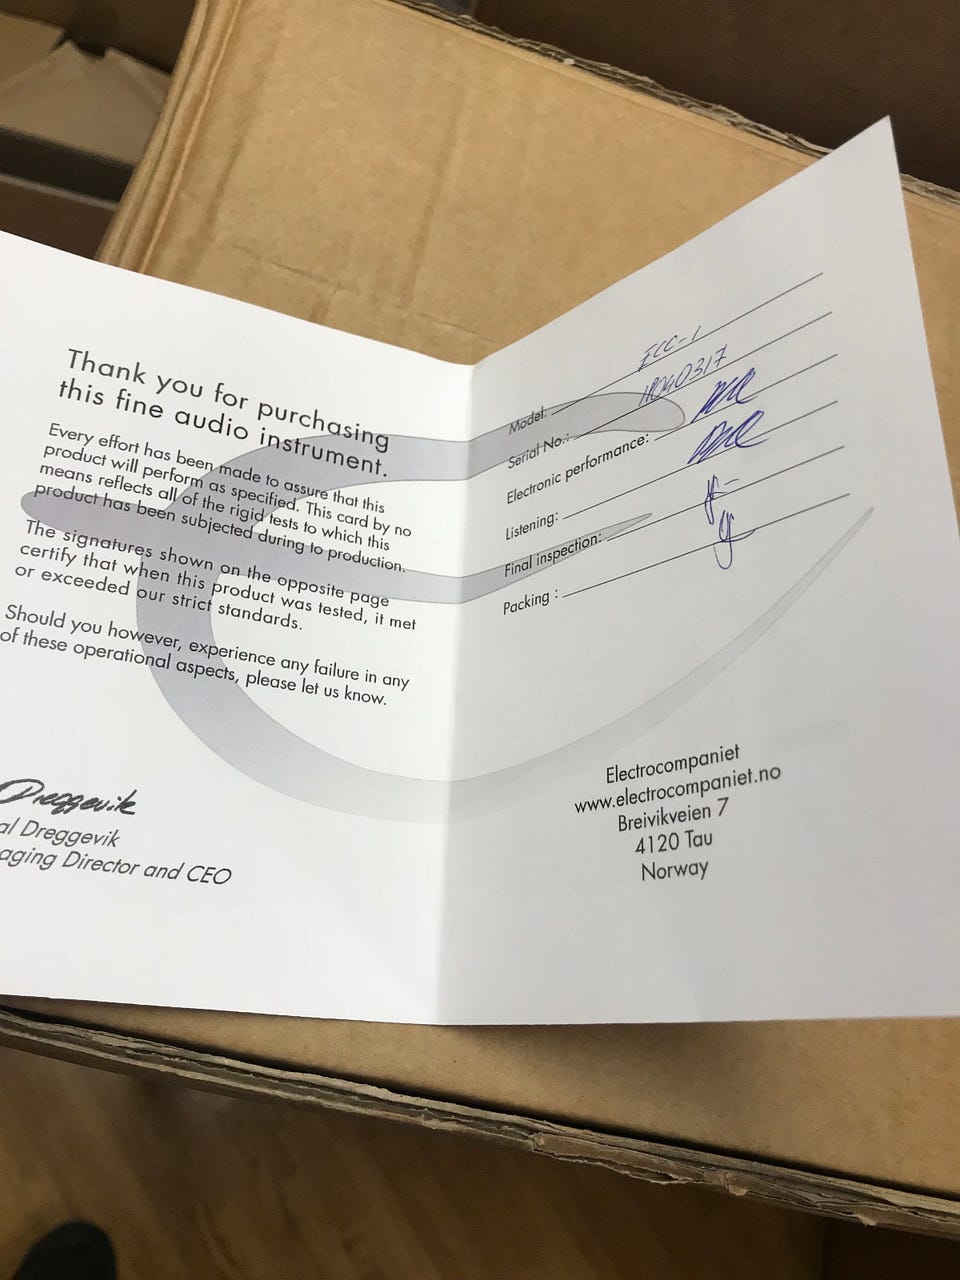 Thank you for purchasing
this fine audio instrument.
Every effort has been made to assure that this
product will perform as specified. This card by no
means reflects all of the rigid tests to which this
product has been subjected during to production.
The signatures shown on the opposite page
certify that when this product was tested, it met
or exceeded our strict standards.
Should you however, experience any failure in any
of these operational aspects, please let us know.
Dreggevik
al Dreggevik
aging Director and CEO
Model: ECC-1
Serial No.:
Electronic performance:
Listening:
Final inspection:
Packing :
Electrocompaniet
www.electrocompaniet.no
Breivikveien 7
4120 Tau
Norway